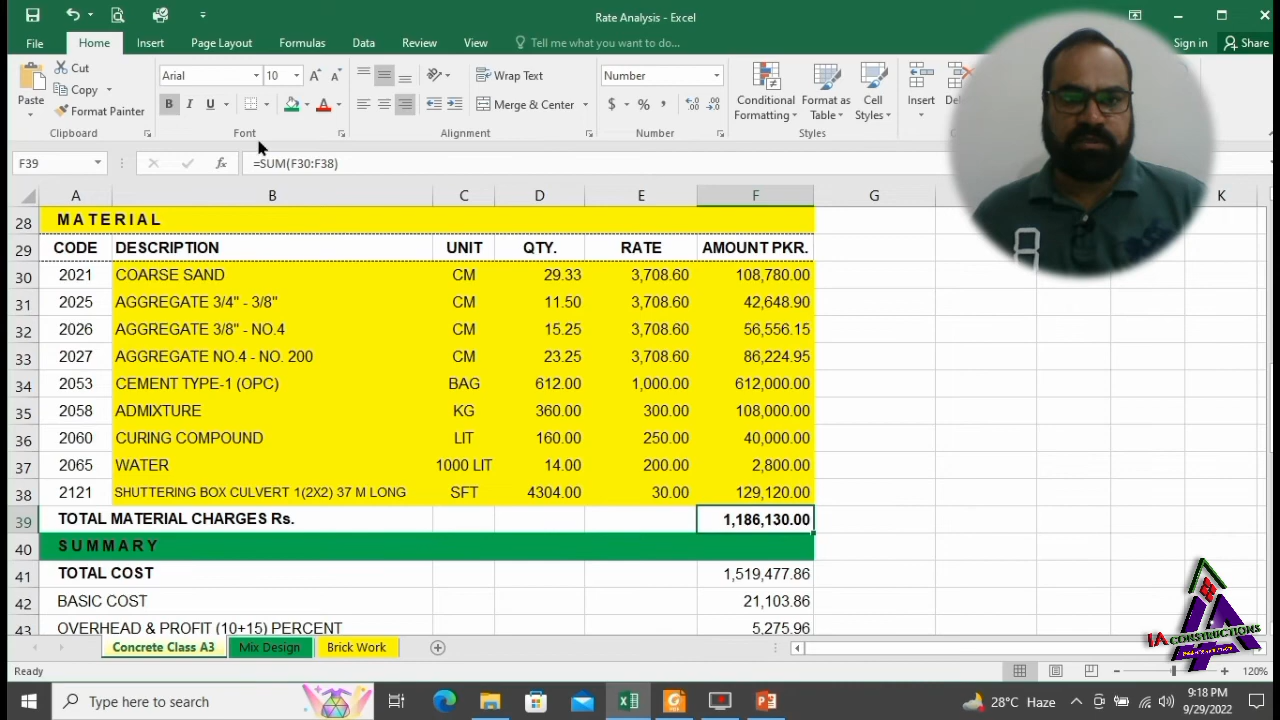 Rate Analysis - Excel
File Home Insert Page Layout Formulas Data Review View Tell me what you want to do... Sign in Share
Paste Cut Copy Format Painter Clipboard
Arial 10 A A B I U A Font
Wrap Text Merge & Center Alignment
Number $ % , Number
Conditional Formatting Format as Table Cell Styles Styles
Insert
F39 fx =SUM(F30:F38)
A B C D E F G K
28 MATERIAL
29 CODE DESCRIPTION UNIT QTY. RATE AMOUNT PKR.
30 2021 COARSE SAND CM 29.33 3,708.60 108,780.00
31 2025 AGGREGATE 3/4" - 3/8" CM 11.50 3,708.60 42,648.90
32 2026 AGGREGATE 3/8" - NO.4 CM 15.25 3,708.60 56,556.15
33 2027 AGGREGATE NO.4 - NO. 200 CM 23.25 3,708.60 86,224.95
34 2053 CEMENT TYPE-1 (OPC) BAG 612.00 1,000.00 612,000.00
35 2058 ADMIXTURE KG 360.00 300.00 108,000.00
36 2060 CURING COMPOUND LIT 160.00 250.00 40,000.00
37 2065 WATER 1000 LIT 14.00 200.00 2,800.00
38 2121 SHUTTERING BOX CULVERT 1(2X2) 37 M LONG SFT 4304.00 30.00 129,120.00
39 TOTAL MATERIAL CHARGES Rs. 1,186,130.00
40 SUMMARY
41 TOTAL COST 1,519,477.86
42 BASIC COST 21,103.86
43 OVERHEAD & PROFIT (10+15) PERCENT 5,275.96
Concrete Class A3 Mix Design Brick Work
IA CONSTRUCTIONS
Ready 120%
Type here to search 28°C Haze 9:18 PM
9/29/2022